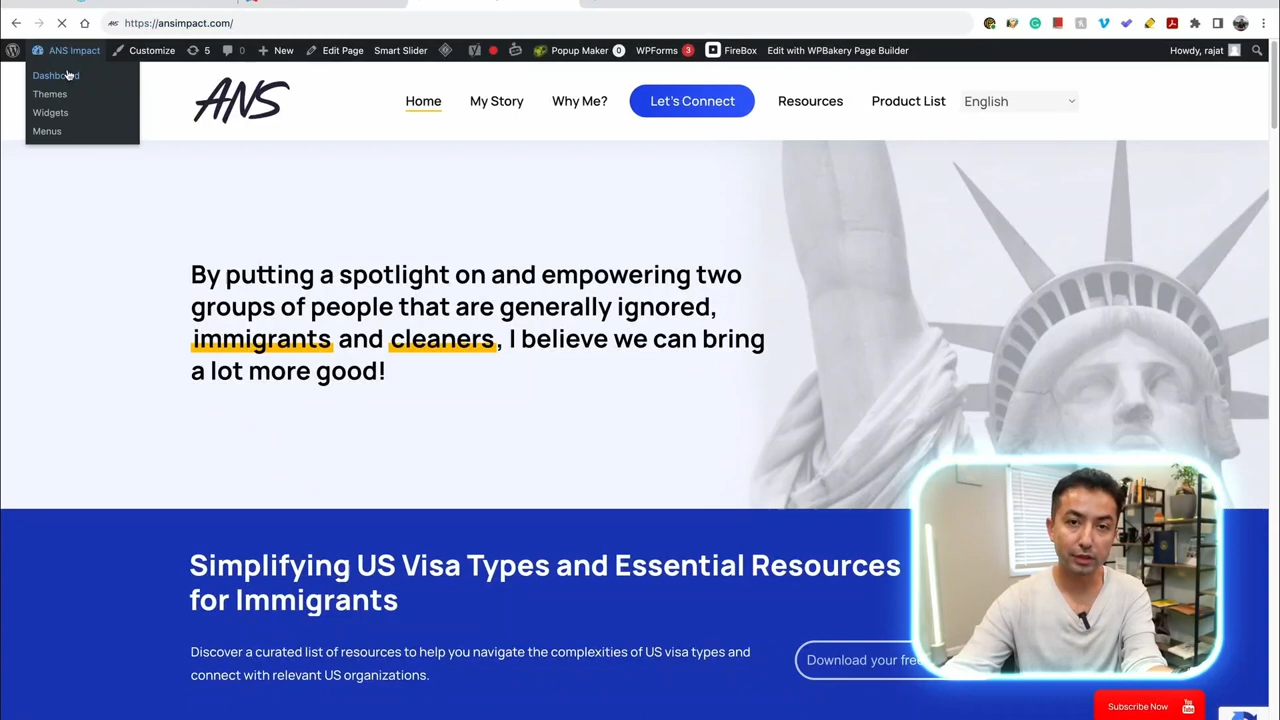 https://ansimpact.com/
ANS Impact Customize 5 0 New Edit Page Smart Slider Popup Maker 0 WPForms 3 FireBox Edit with WPBakery Page Builder Howdy, rajat
Dashboard
Themes
Widgets
Menus
ANS
Home My Story Why Me? Let's Connect Resources Product List English
By putting a spotlight on and empowering two
groups of people that are generally ignored,
immigrants and cleaners, I believe we can bring
a lot more good!
Simplifying US Visa Types and Essential Resources
for Immigrants
Discover a curated list of resources to help you navigate the complexities of US visa types and
connect with relevant US organizations.
Download your free
Subscribe Now